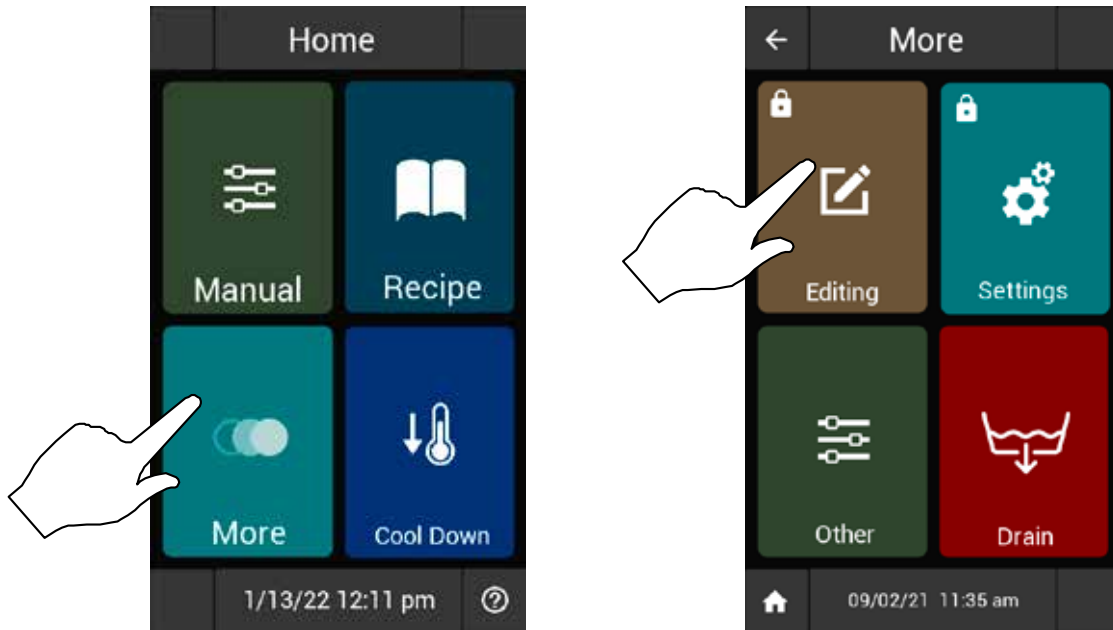 Home
Manual
Recipe
More
Cool Down
1/13/22 12:11 pm
More
Editing
Settings
Other
Drain
09/02/21 11:35 am